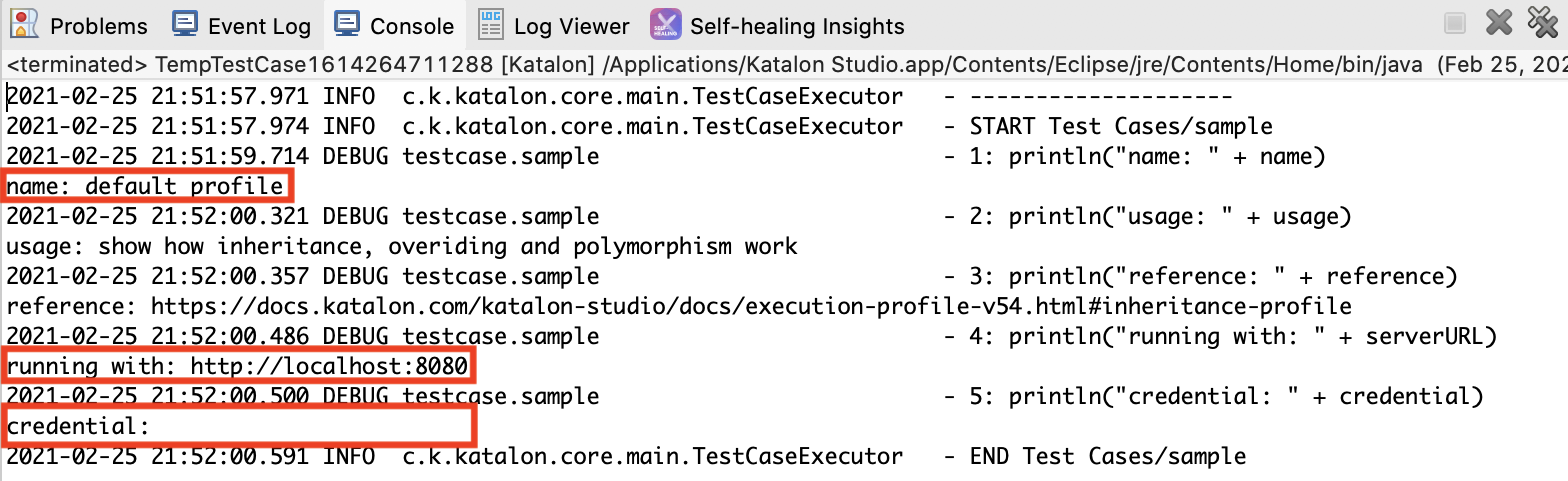 Problems Event Log Console Log Viewer SELF-HEALING Self-healing Insights
<terminated> TempTestCase1614264711288 [Katalon] /Applications/Katalon Studio.app/Contents/Eclipse/jre/Contents/Home/bin/java (Feb 25, 202
2021-02-25 21:51:57.971 INFO c.k.katalon.core.main.TestCaseExecutor - --------------------
2021-02-25 21:51:57.974 INFO c.k.katalon.core.main.TestCaseExecutor - START Test Cases/sample
2021-02-25 21:51:59.714 DEBUG testcase.sample - 1: println("name: " + name)
name: default profile
2021-02-25 21:52:00.321 DEBUG testcase.sample - 2: println("usage: " + usage)
usage: show how inheritance, overiding and polymorphism work
2021-02-25 21:52:00.357 DEBUG testcase.sample - 3: println("reference: " + reference)
reference: https://docs.katalon.com/katalon-studio/docs/execution-profile-v54.html#inheritance-profile
2021-02-25 21:52:00.486 DEBUG testcase.sample - 4: println("running with: " + serverURL)
running with: http://localhost:8080
2021-02-25 21:52:00.500 DEBUG testcase.sample - 5: println("credential: " + credential)
credential:
2021-02-25 21:52:00.591 INFO c.k.katalon.core.main.TestCaseExecutor - END Test Cases/sample